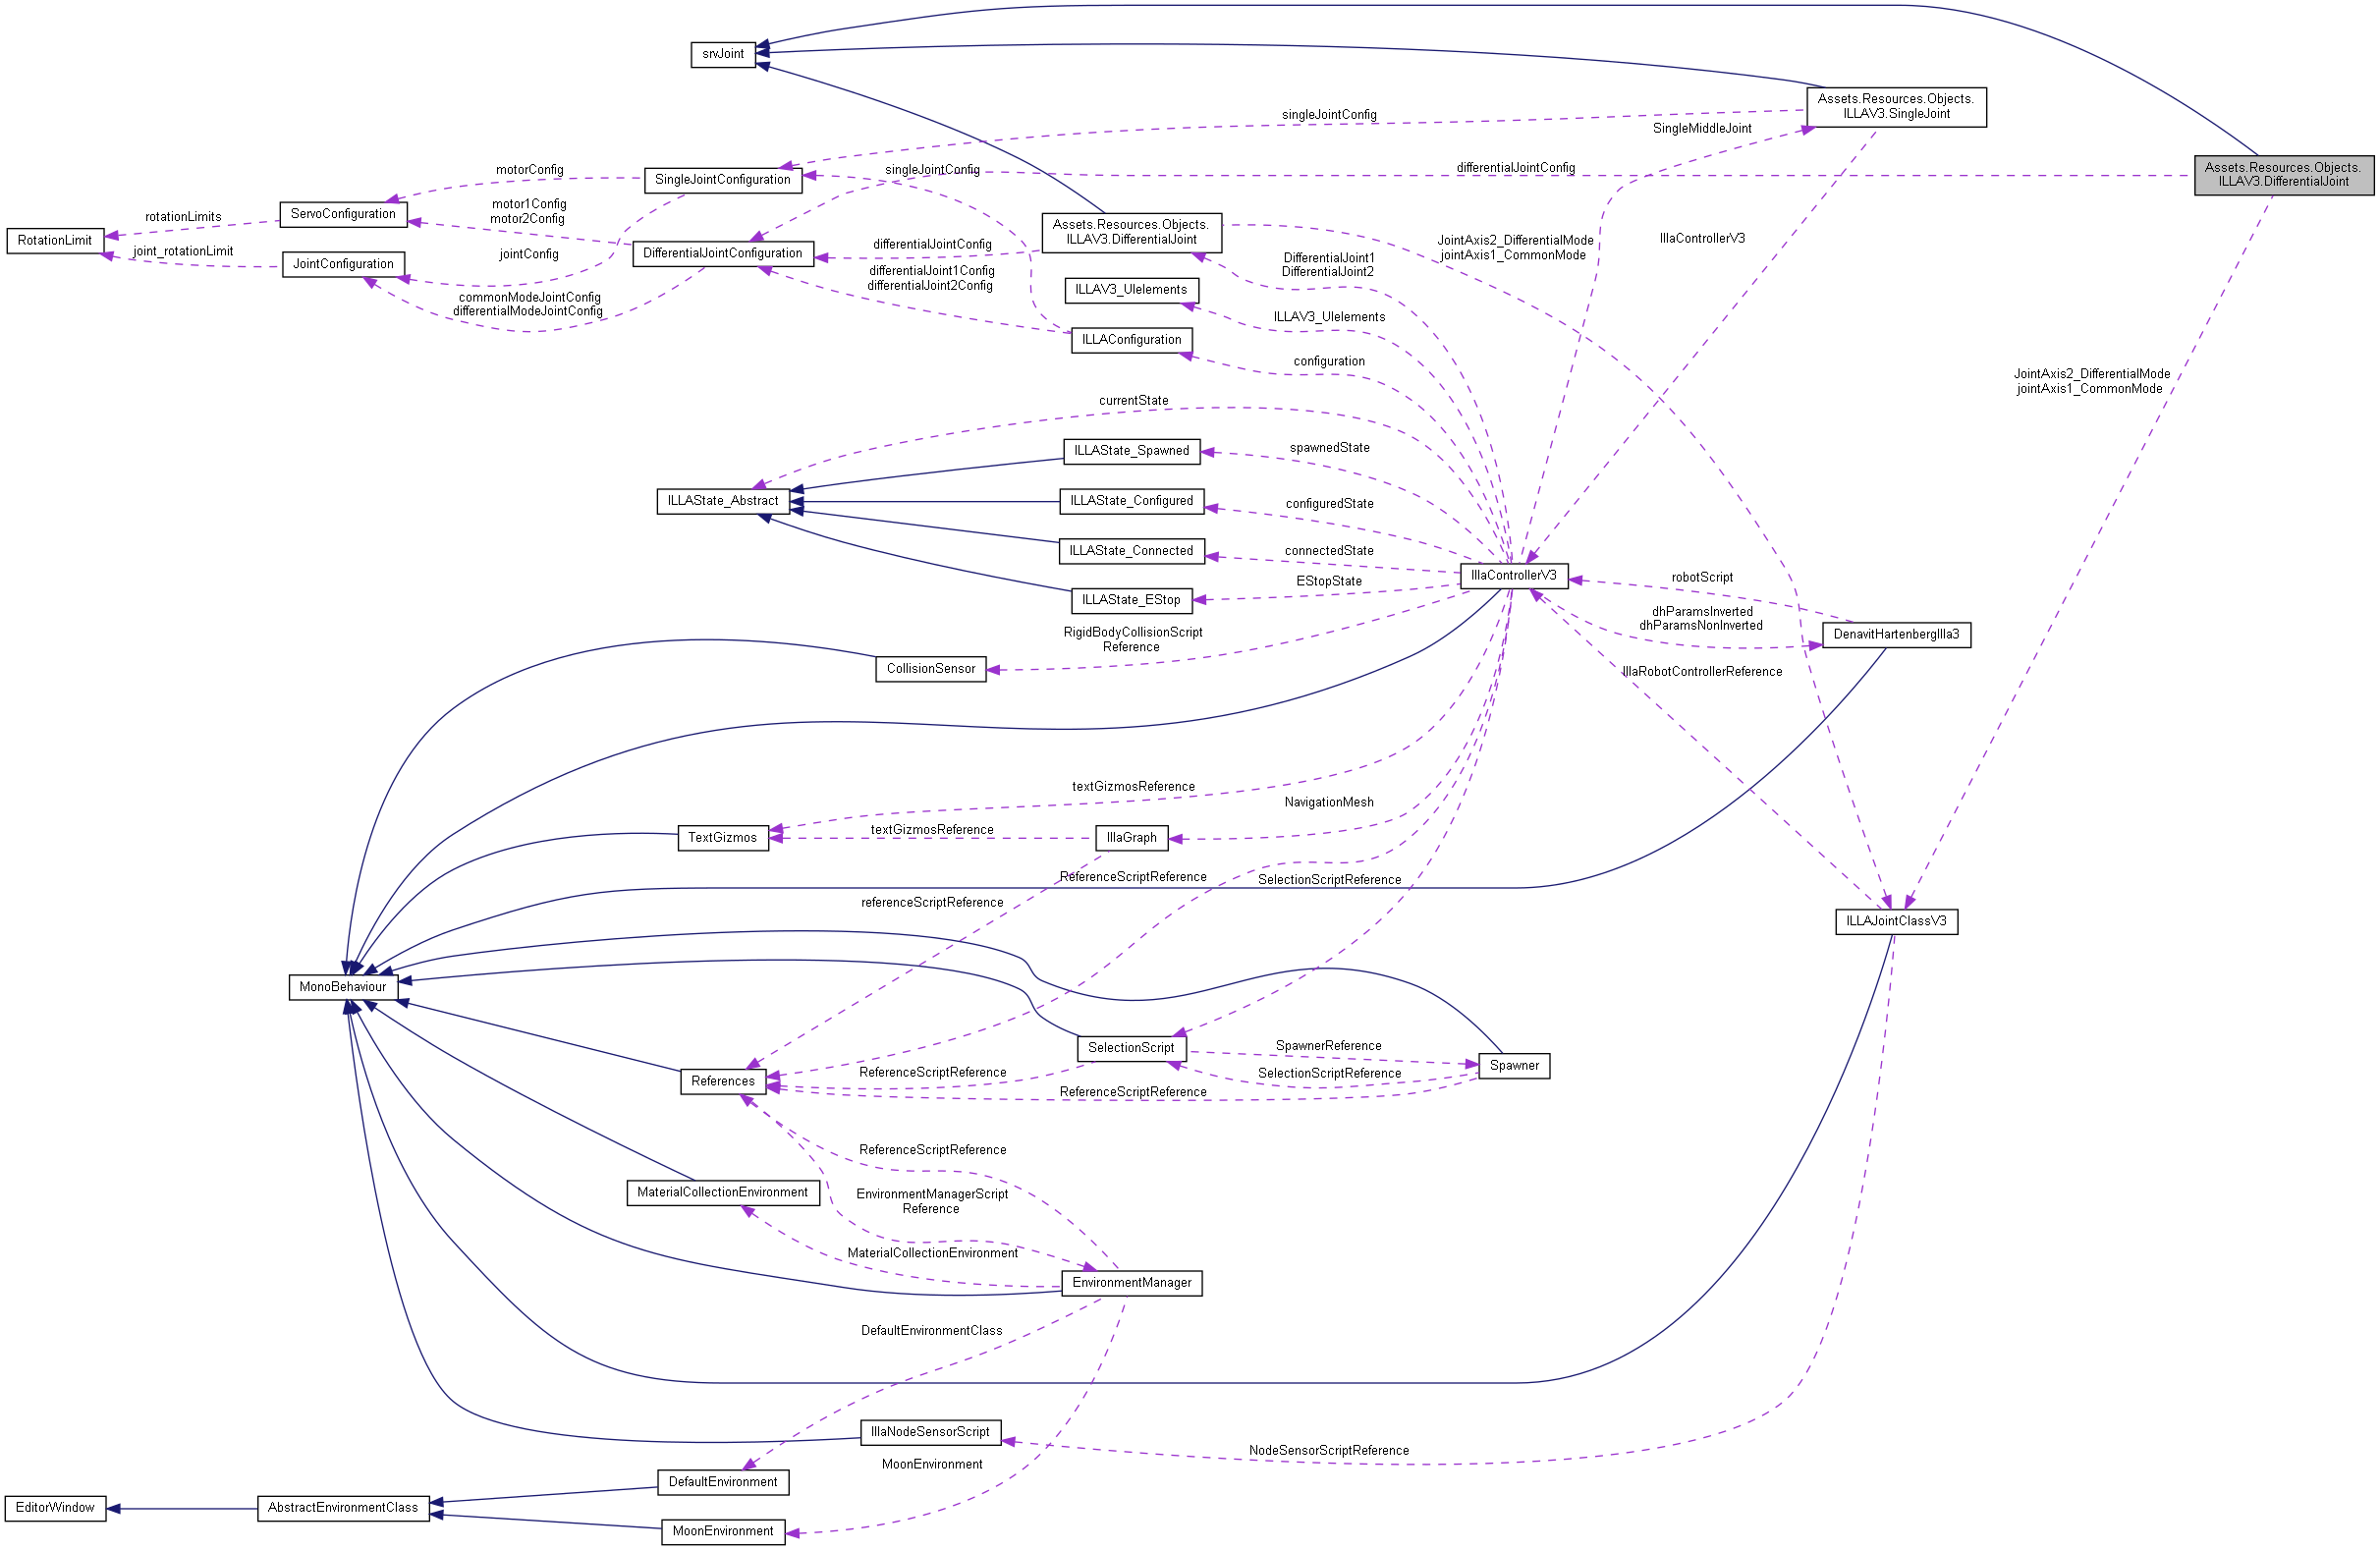 srvJoint
Assets.Resources.Objects.
ILLAV3.SingleJoint
singleJointConfig
SingleMiddleJoint
differentialJointConfig
Assets.Resources.Objects.
ILLAV3.DifferentialJoint
motorConfig
SingleJointConfiguration
singleJointConfig
rotationLimits
ServoConfiguration
motor1Config
motor2Config
Assets.Resources.Objects.
ILLAV3.DifferentialJoint
RotationLimit
joint_rotationLimit
JointConfiguration
jointConfig
DifferentialJointConfiguration
differentialJointConfig
differentialJoint1Config
differentialJoint2Config
DifferentialJoint1
DifferentialJoint2
JointAxis2_DifferentialMode
jointAxis1_CommonMode
IllaControllerV3
commonModeJointConfig
differentialModeJointConfig
ILLAV3_UIelements
ILLAV3_UIelements
ILLAConfiguration
configuration
JointAxis2_DifferentialMode
jointAxis1_CommonMode
currentState
ILLAState_Spawned
spawnedState
ILLAState_Abstract
ILLAState_Configured
configuredState
ILLAState_Connected
connectedState
ILLAState_EStop
EStopState
IllaControllerV3
robotScript
dhParamsInverted
dhParamsNonInverted
DenavitHartenbergIlla3
RigidBodyCollisionScript
Reference
CollisionSensor
IllaRobotControllerReference
textGizmosReference
NavigationMesh
TextGizmos
textGizmosReference
IllaGraph
ReferenceScriptReference
SelectionScriptReference
referenceScriptReference
ILLAJointClassV3
MonoBehaviour
SelectionScript
SpawnerReference
Spawner
References
ReferenceScriptReference
SelectionScriptReference
ReferenceScriptReference
ReferenceScriptReference
MaterialCollectionEnvironment
EnvironmentManagerScript
Reference
MaterialCollectionEnvironment
EnvironmentManager
DefaultEnvironmentClass
IllaNodeSensorScript
NodeSensorScriptReference
MoonEnvironment
DefaultEnvironment
EditorWindow
AbstractEnvironmentClass
MoonEnvironment